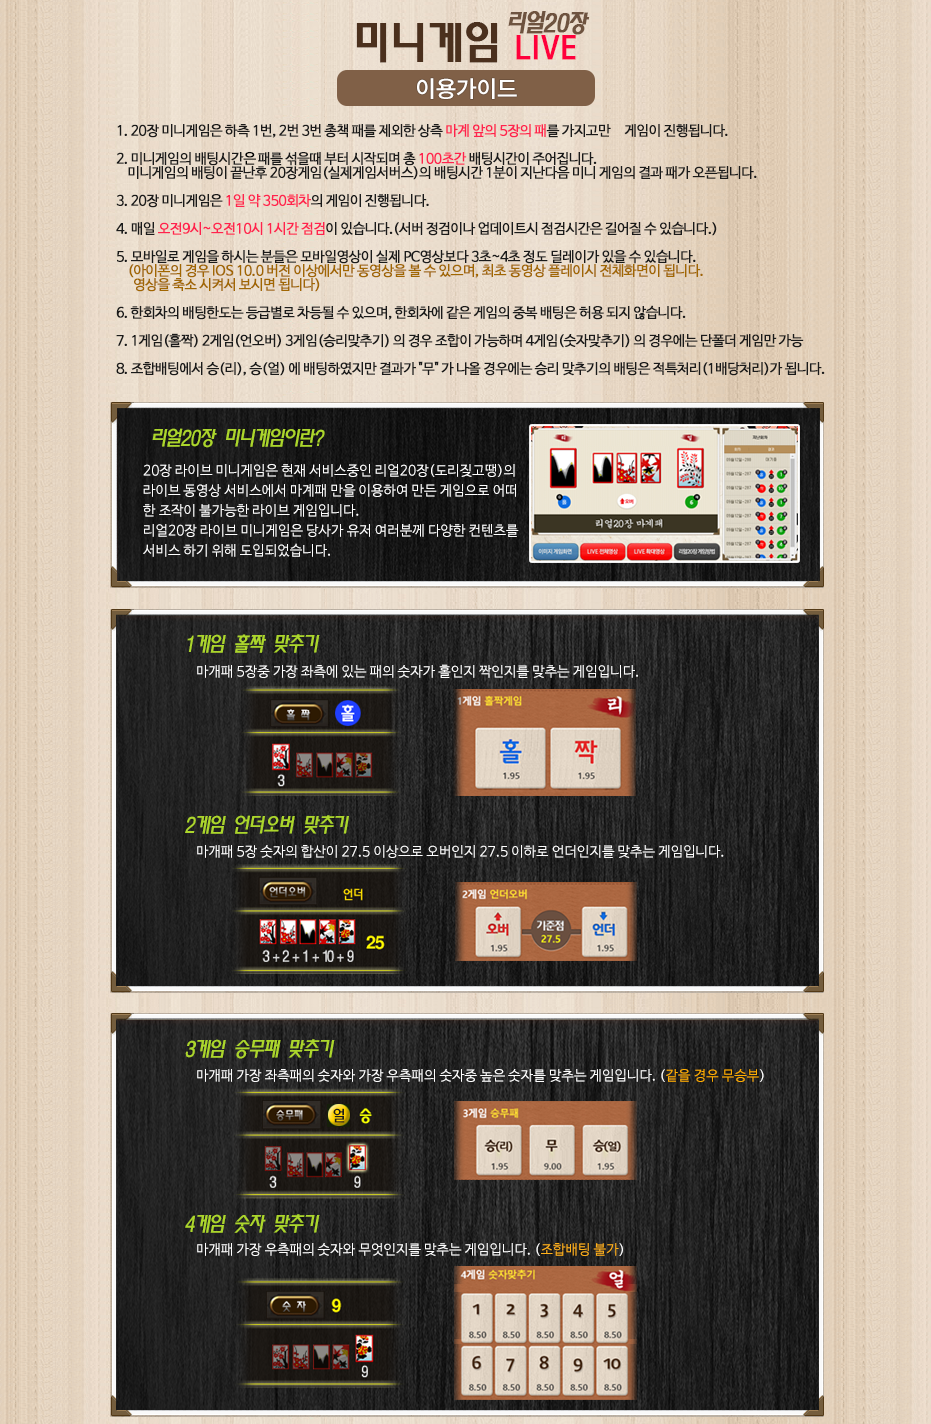 미니게임 리얼20장 LIVE
이용가이드
1. 20장 미니게임은 하측 1번, 2번 3번 총책 패를 제외한 상측 마계 앞의 5장의 패를 가지고만 게임이 진행됩니다.
2. 미니게임의 배팅시간은 패를 섞을때 부터 시작되며 총 100초간 배팅시간이 주어집니다.
미니게임의 배팅이 끝난후 20장게임(실제게임서버스)의 배팅시간 1분이 지난다음 미니 게임의 결과 패가 오픈됩니다.
3. 20장 미니게임은 1일 약 350회차의 게임이 진행됩니다.
4. 매일 오전9시~오전10시 1시간 점검이 있습니다.(서버 정검이나 업데이트시 점검시간은 길어질 수 있습니다.)
5. 모바일로 게임을 하시는 분들은 모바일영상이 실제 PC영상보다 3초~4초 정도 딜레이가 있을 수 있습니다.
(아이폰의 경우 IOS 10.0 버전 이상에서만 동영상을 볼 수 있으며, 최초 동영상 플레이시 전체화면이 됩니다.
영상을 축소 시켜서 보시면 됩니다)
6. 한회차의 배팅한도는 등급별로 차등될 수 있으며, 한회차에 같은 게임의 중복 배팅은 허용 되지 않습니다.
7. 1게임(홀짝) 2게임(언오버) 3게임(승리맞추기) 의 경우 조합이 가능하며 4게임(숫자맞추기) 의 경우에는 단폴더 게임만 가능
8. 조합배팅에서 승(리), 승(얼) 에 배팅하였지만 결과가 "무" 가 나올 경우에는 승리 맞추기의 배팅은 적특처리(1배당처리)가 됩니다.
리얼20장 미니게임이란?
20장 라이브 미니게임은 현재 서비스중인 리얼20장(도리짓고땡)의
라이브 동영상 서비스에서 마계패 만을 이용하여 만든 게임으로 어떠
한 조작이 불가능한 라이브 게임입니다.
리얼20장 라이브 미니게임은 당사가 유저 여러분께 다양한 컨텐츠를
서비스 하기 위해 도입되었습니다.
리얼20장 마계패
이미지 게임화면 LIVE 전체영상 LIVE 확대영상 리얼20장 게임방법
1게임 홀짝 맞추기
마개패 5장중 가장 좌측에 있는 패의 숫자가 홀인지 짝인지를 맞추는 게임입니다.
홀 짝 홀
3
1게임 홀짝게임 리
홀 짝
1.95 1.95
2게임 언더오버 맞추기
마개패 5장 숫자의 합산이 27.5 이상으로 오버인지 27.5 이하로 언더인지를 맞추는 게임입니다.
언더오버 언더
3 + 2 + 1 + 10 + 9 25
2게임 언더오버
오버 기준점 언더
1.95 27.5 1.95
3게임 승무패 맞추기
마개패 가장 좌측패의 숫자와 가장 우측패의 숫자중 높은 숫자를 맞추는 게임입니다. (같을 경우 무승부)
승무패 얼 승
3 9
3게임 승무패
승(리) 무 승(얼)
1.95 9.00 1.95
4게임 숫자 맞추기
마개패 가장 우측패의 숫자와 무엇인지를 맞추는 게임입니다. (조합배팅 불가)
숫 자 9
9
4게임 숫자맞추기 얼
1 2 3 4 5
8.50 8.50 8.50 8.50 8.50
6 7 8 9 10
8.50 8.50 8.50 8.50 8.50